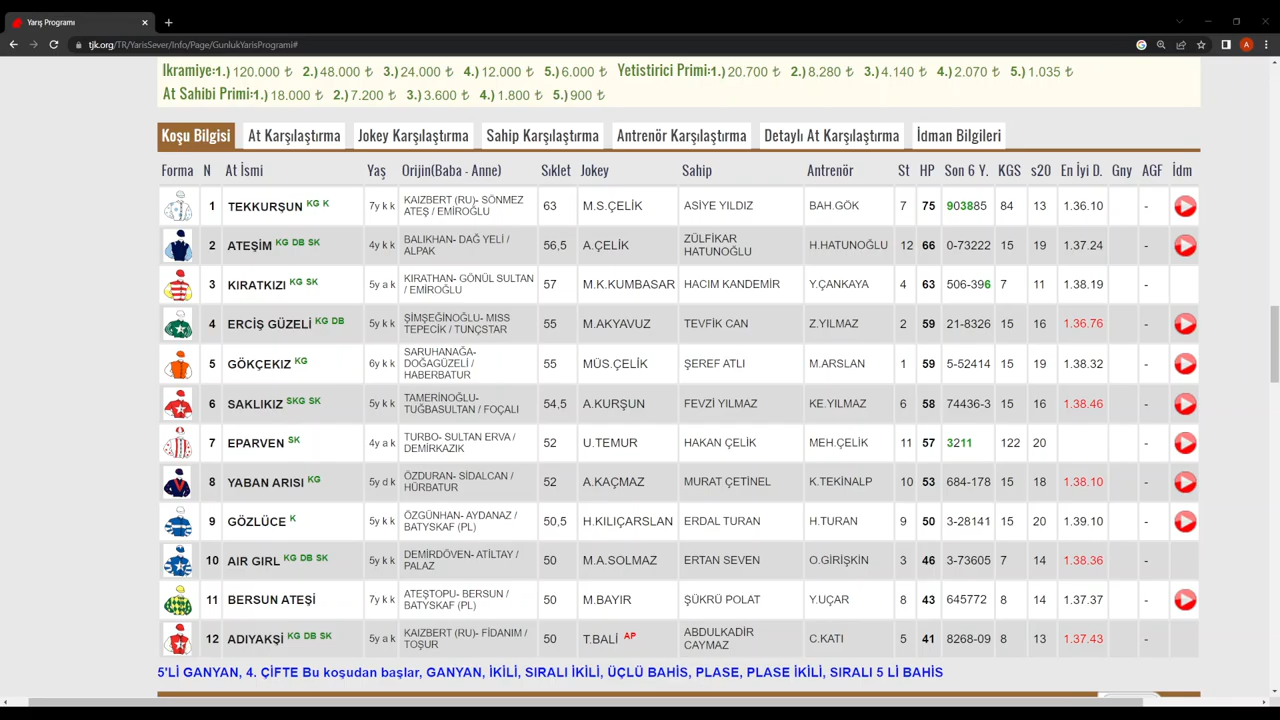 Yarış Programı
tjk.org/TR/YarisSever/Info/Page/GunlukYarisProgrami#
A
Ikramiye:1.) 120.000 ₺ 2.) 48.000 ₺ 3.) 24.000 ₺ 4.) 12.000 ₺ 5.) 6.000 ₺ Yetistirici Primi:1.) 20.700 ₺ 2.) 8.280 ₺ 3.) 4.140 ₺ 4.) 2.070 ₺ 5.) 1.035 ₺
At Sahibi Primi:1.) 18.000 ₺ 2.) 7.200 ₺ 3.) 3.600 ₺ 4.) 1.800 ₺ 5.) 900 ₺
Koşu Bilgisi At Karşılaştırma Jokey Karşılaştırma Sahip Karşılaştırma Antrenör Karşılaştırma Detaylı At Karşılaştırma İdman Bilgileri
Forma N At İsmi Yaş Orijin(Baba - Anne) Sıklet Jokey Sahip Antrenör St HP Son 6 Y. KGS s20 En İyi D. Gny AGF İdm
1 TEKKURŞUN KG K 7y k k KAIZBERT (RU)- SÖNMEZ ATEŞ / EMİROĞLU 63 M.S.ÇELİK ASİYE YILDIZ BAH.GÖK 7 75 903885 84 13 1.36.10 -
2 ATEŞİM KG DB SK 4y k k BALIKHAN- DAĞ YELİ / ALPAK 56,5 A.ÇELİK ZÜLFİKAR HATUNOĞLU H.HATUNOĞLU 12 66 0-73222 15 19 1.37.24 -
3 KIRATKIZI KG SK 5y a k KIRATHAN- GÖNÜL SULTAN / EMİROĞLU 57 M.K.KUMBASAR HACIM KANDEMİR Y.ÇANKAYA 4 63 506-396 7 11 1.38.19 -
4 ERCİŞ GÜZELİ KG DB 5y k k ŞİMŞEĞİNOĞLU- MISS TEPECİK / TUNÇSTAR 55 M.AKYAVUZ TEVFİK CAN Z.YILMAZ 2 59 21-8326 15 16 1.36.76 -
5 GÖKÇEKIZ KG 6y k k SARUHANAĞA- DOĞAGÜZELİ / HABERBATUR 55 MÜS.ÇELİK ŞEREF ATLI M.ARSLAN 1 59 5-52414 15 19 1.38.32 -
6 SAKLIKIZ SKG SK 5y k k TAMERİNOĞLU- TUĞBASULTAN / FOÇALI 54,5 A.KURŞUN FEVZİ YILMAZ KE.YILMAZ 6 58 74436-3 15 16 1.38.46 -
7 EPARVEN SK 4y a k TURBO- SULTAN ERVA / DEMİRKAZIK 52 U.TEMUR HAKAN ÇELİK MEH.ÇELİK 11 57 3211 122 20 -
8 YABAN ARISI KG 5y d k ÖZDURAN- SİDALCAN / HÜRBATUR 52 A.KAÇMAZ MURAT ÇETİNEL K.TEKİNALP 10 53 684-178 15 18 1.38.10 -
9 GÖZLÜCE K 5y k k ÖZGÜNHAN- AYDANAZ / BATYSKAF (PL) 50,5 H.KILIÇARSLAN ERDAL TURAN H.TURAN 9 50 3-28141 15 20 1.39.10 -
10 AIR GIRL KG DB SK 5y k k DEMİRDÖVEN- ATİLTAY / PALAZ 50 M.A.SOLMAZ ERTAN SEVEN O.GİRİŞKİN 3 46 3-73605 7 14 1.38.36 -
11 BERSUN ATEŞİ 7y k k ATEŞTOPU- BERSUN / BATYSKAF (PL) 50 M.BAYIR ŞÜKRÜ POLAT Y.UÇAR 8 43 645772 8 14 1.37.37 -
12 ADIYAKŞİ KG DB SK 5y a k KAIZBERT (RU)- FİDANIM / TOŞUR 50 T.BALİ AP ABDULKADİR CAYMAZ C.KATI 5 41 8268-09 8 13 1.37.43 -
5'Lİ GANYAN, 4. ÇİFTE Bu koşudan başlar, GANYAN, İKİLİ, SIRALI İKİLİ, ÜÇLÜ BAHİS, PLASE, PLASE İKİLİ, SIRALI 5 Lİ BAHİS